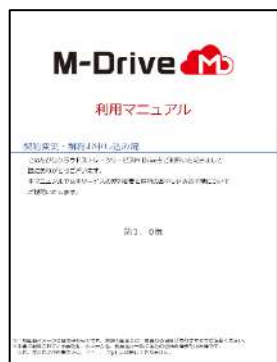 M-Drive M
利用マニュアル
契約変更・解約お申し込み編
このたびはクラウドストレージサービスM-Driveをご利用いただきまして
誠にありがとうございます。
本マニュアルでは本サービスの契約変更と解約のお申し込みの手順について
ご説明いたします。
第1.0版